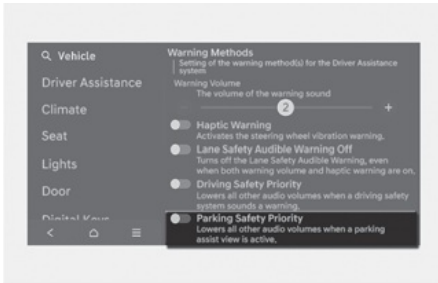 Vehicle
Driver Assistance
Climate
Seat
Lights
Door
Digital Keys
Warning Methods
Setting of the warning method(s) for the Driver Assistance
system
Warning Volume
The volume of the warning sound
2
Haptic Warning
Activates the steering wheel vibration warning.
Lane Safety Audible Warning Off
Turns off the Lane Safety Audible Warning, even
when both warning volume and haptic warning are on.
Driving Safety Priority
Lowers all other audio volumes when a driving safety
system sounds a warning.
Parking Safety Priority
Lowers all other audio volumes when a parking
assist view is active.